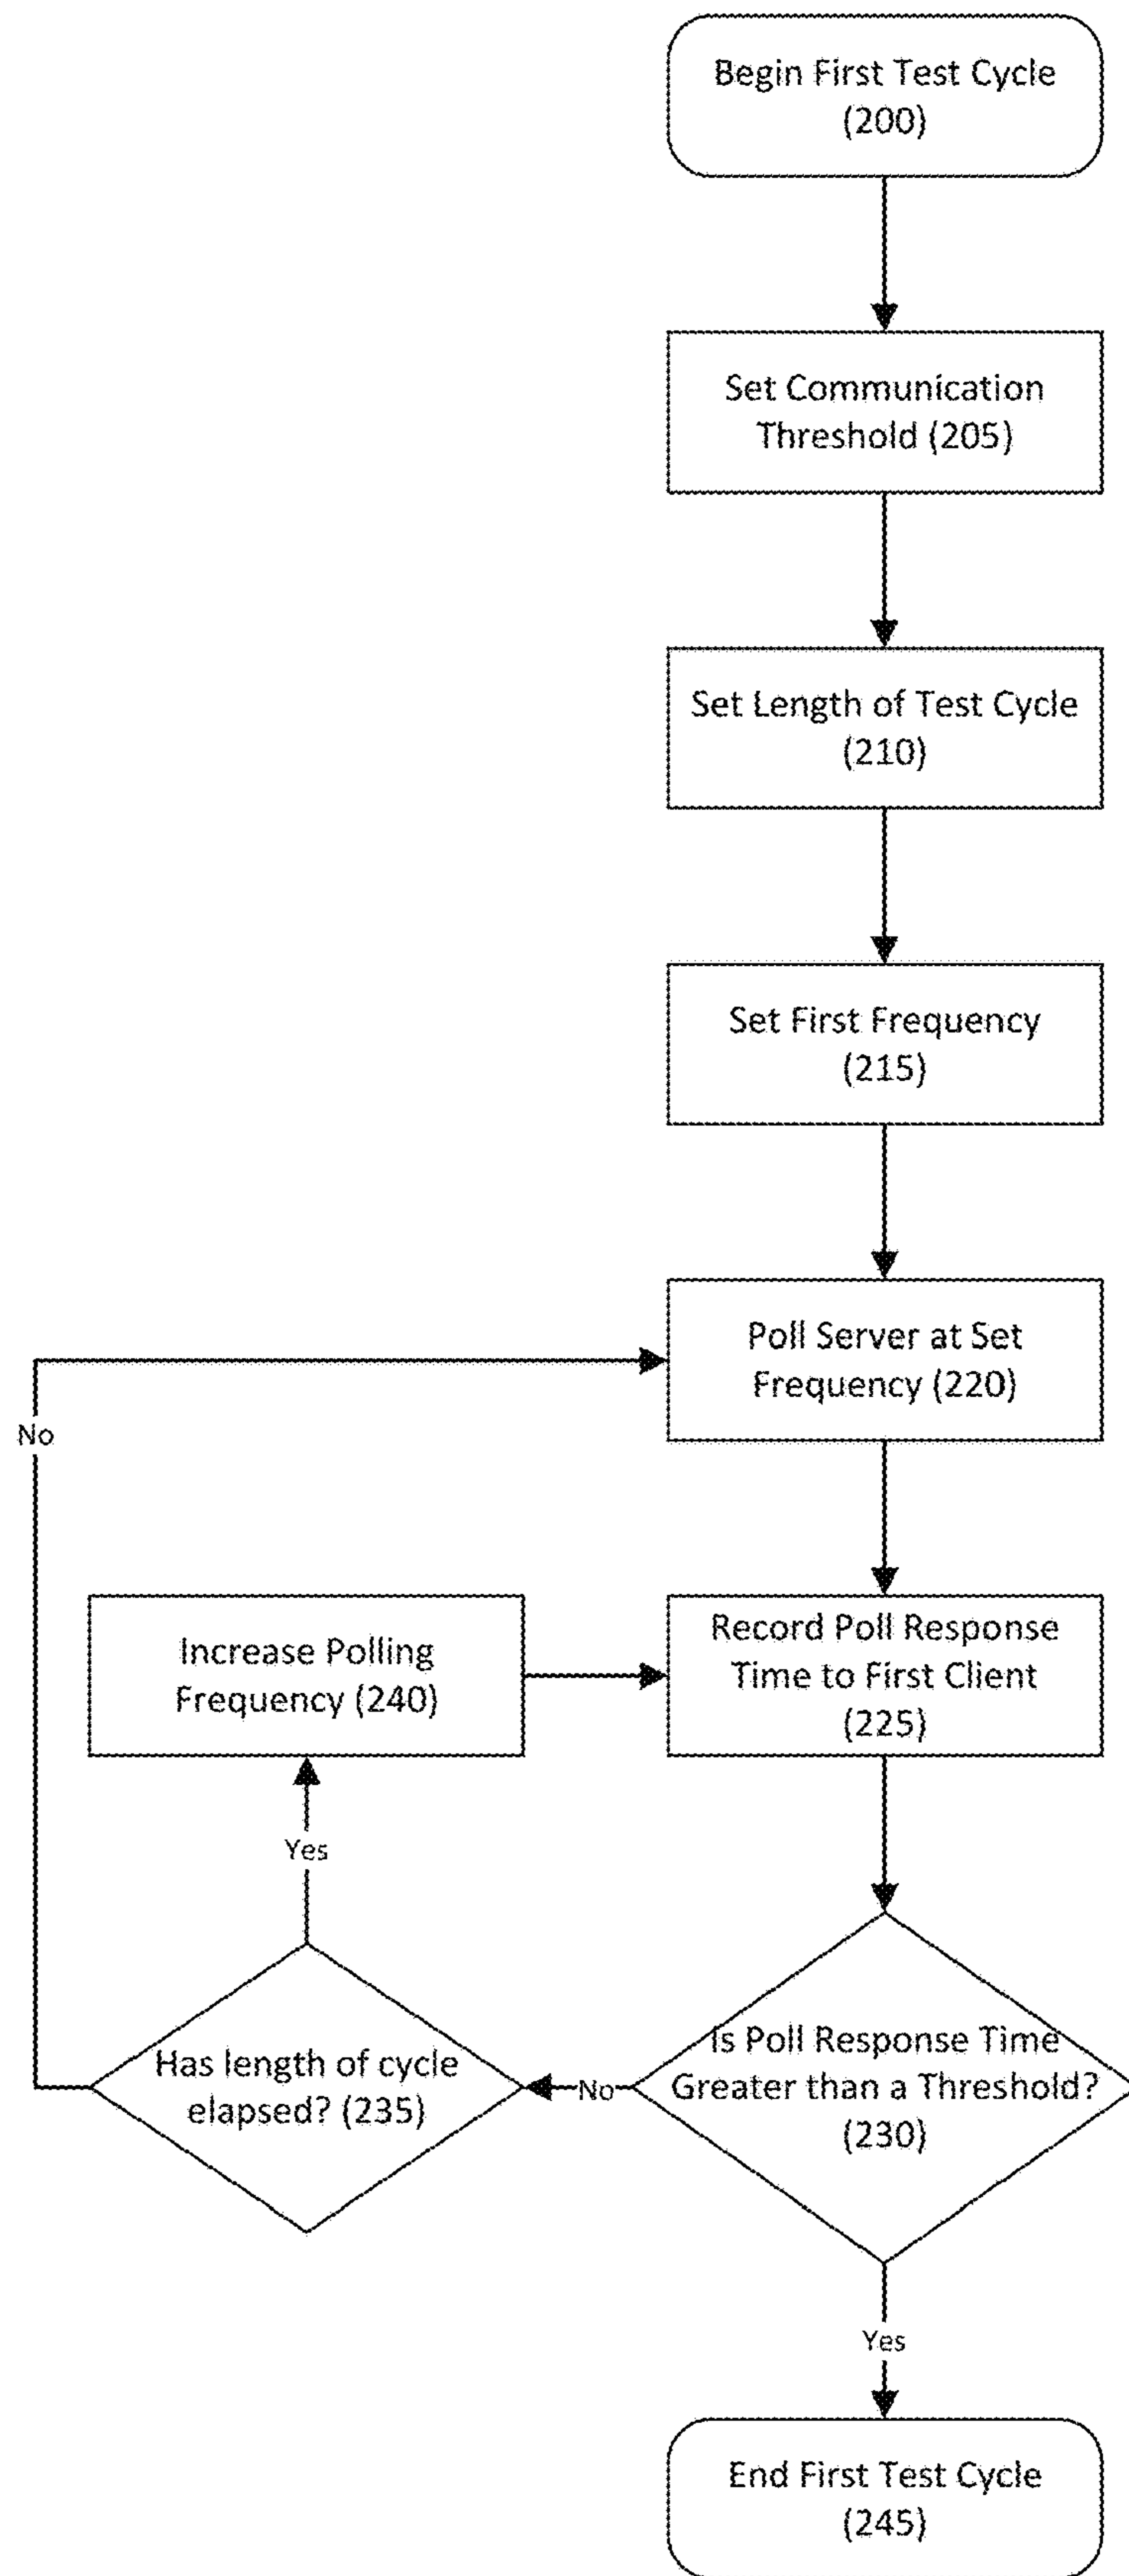 Begin First Test Cycle
(200)
Set Communication
Threshold (205)
Set Length of Test Cycle
(210)
Set First Frequency
(215)
Poll Server at Set
Frequency (220)
No
Increase Polling
Frequency (240)
Record Poll Response
Time to First Client
(225)
Yes
Has length of cycle
elapsed? (235)
No
Is Poll Response Time
Greater than a Threshold?
(230)
Yes
End First Test Cycle
(245)